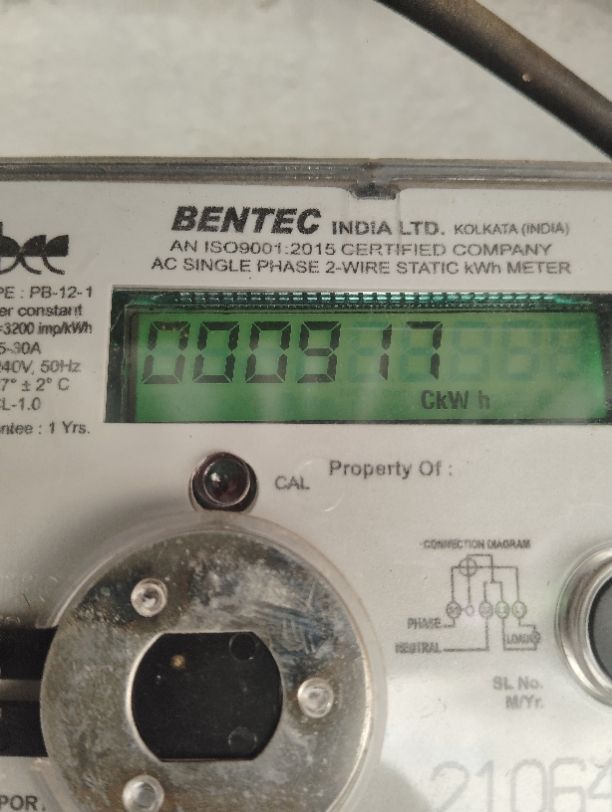 BENTEC INDIA LTD. KOLKATA (INDIA)
AN ISO9001:2015 CERTIFIED COMPANY
AC SINGLE PHASE 2-WIRE STATIC kWh METER
PE : PB-12-1
er constant
=3200 imp/kWh
5-30A
240V, 50Hz
7° ± 2° C
CL-1.0
ntee : 1 Yrs.
000917
CkW h
CAL
Property Of :
CONNECTION DIAGRAM
PHASE
NEUTRAL
LOAD
SL No.
M/Yr.
21064
POR.